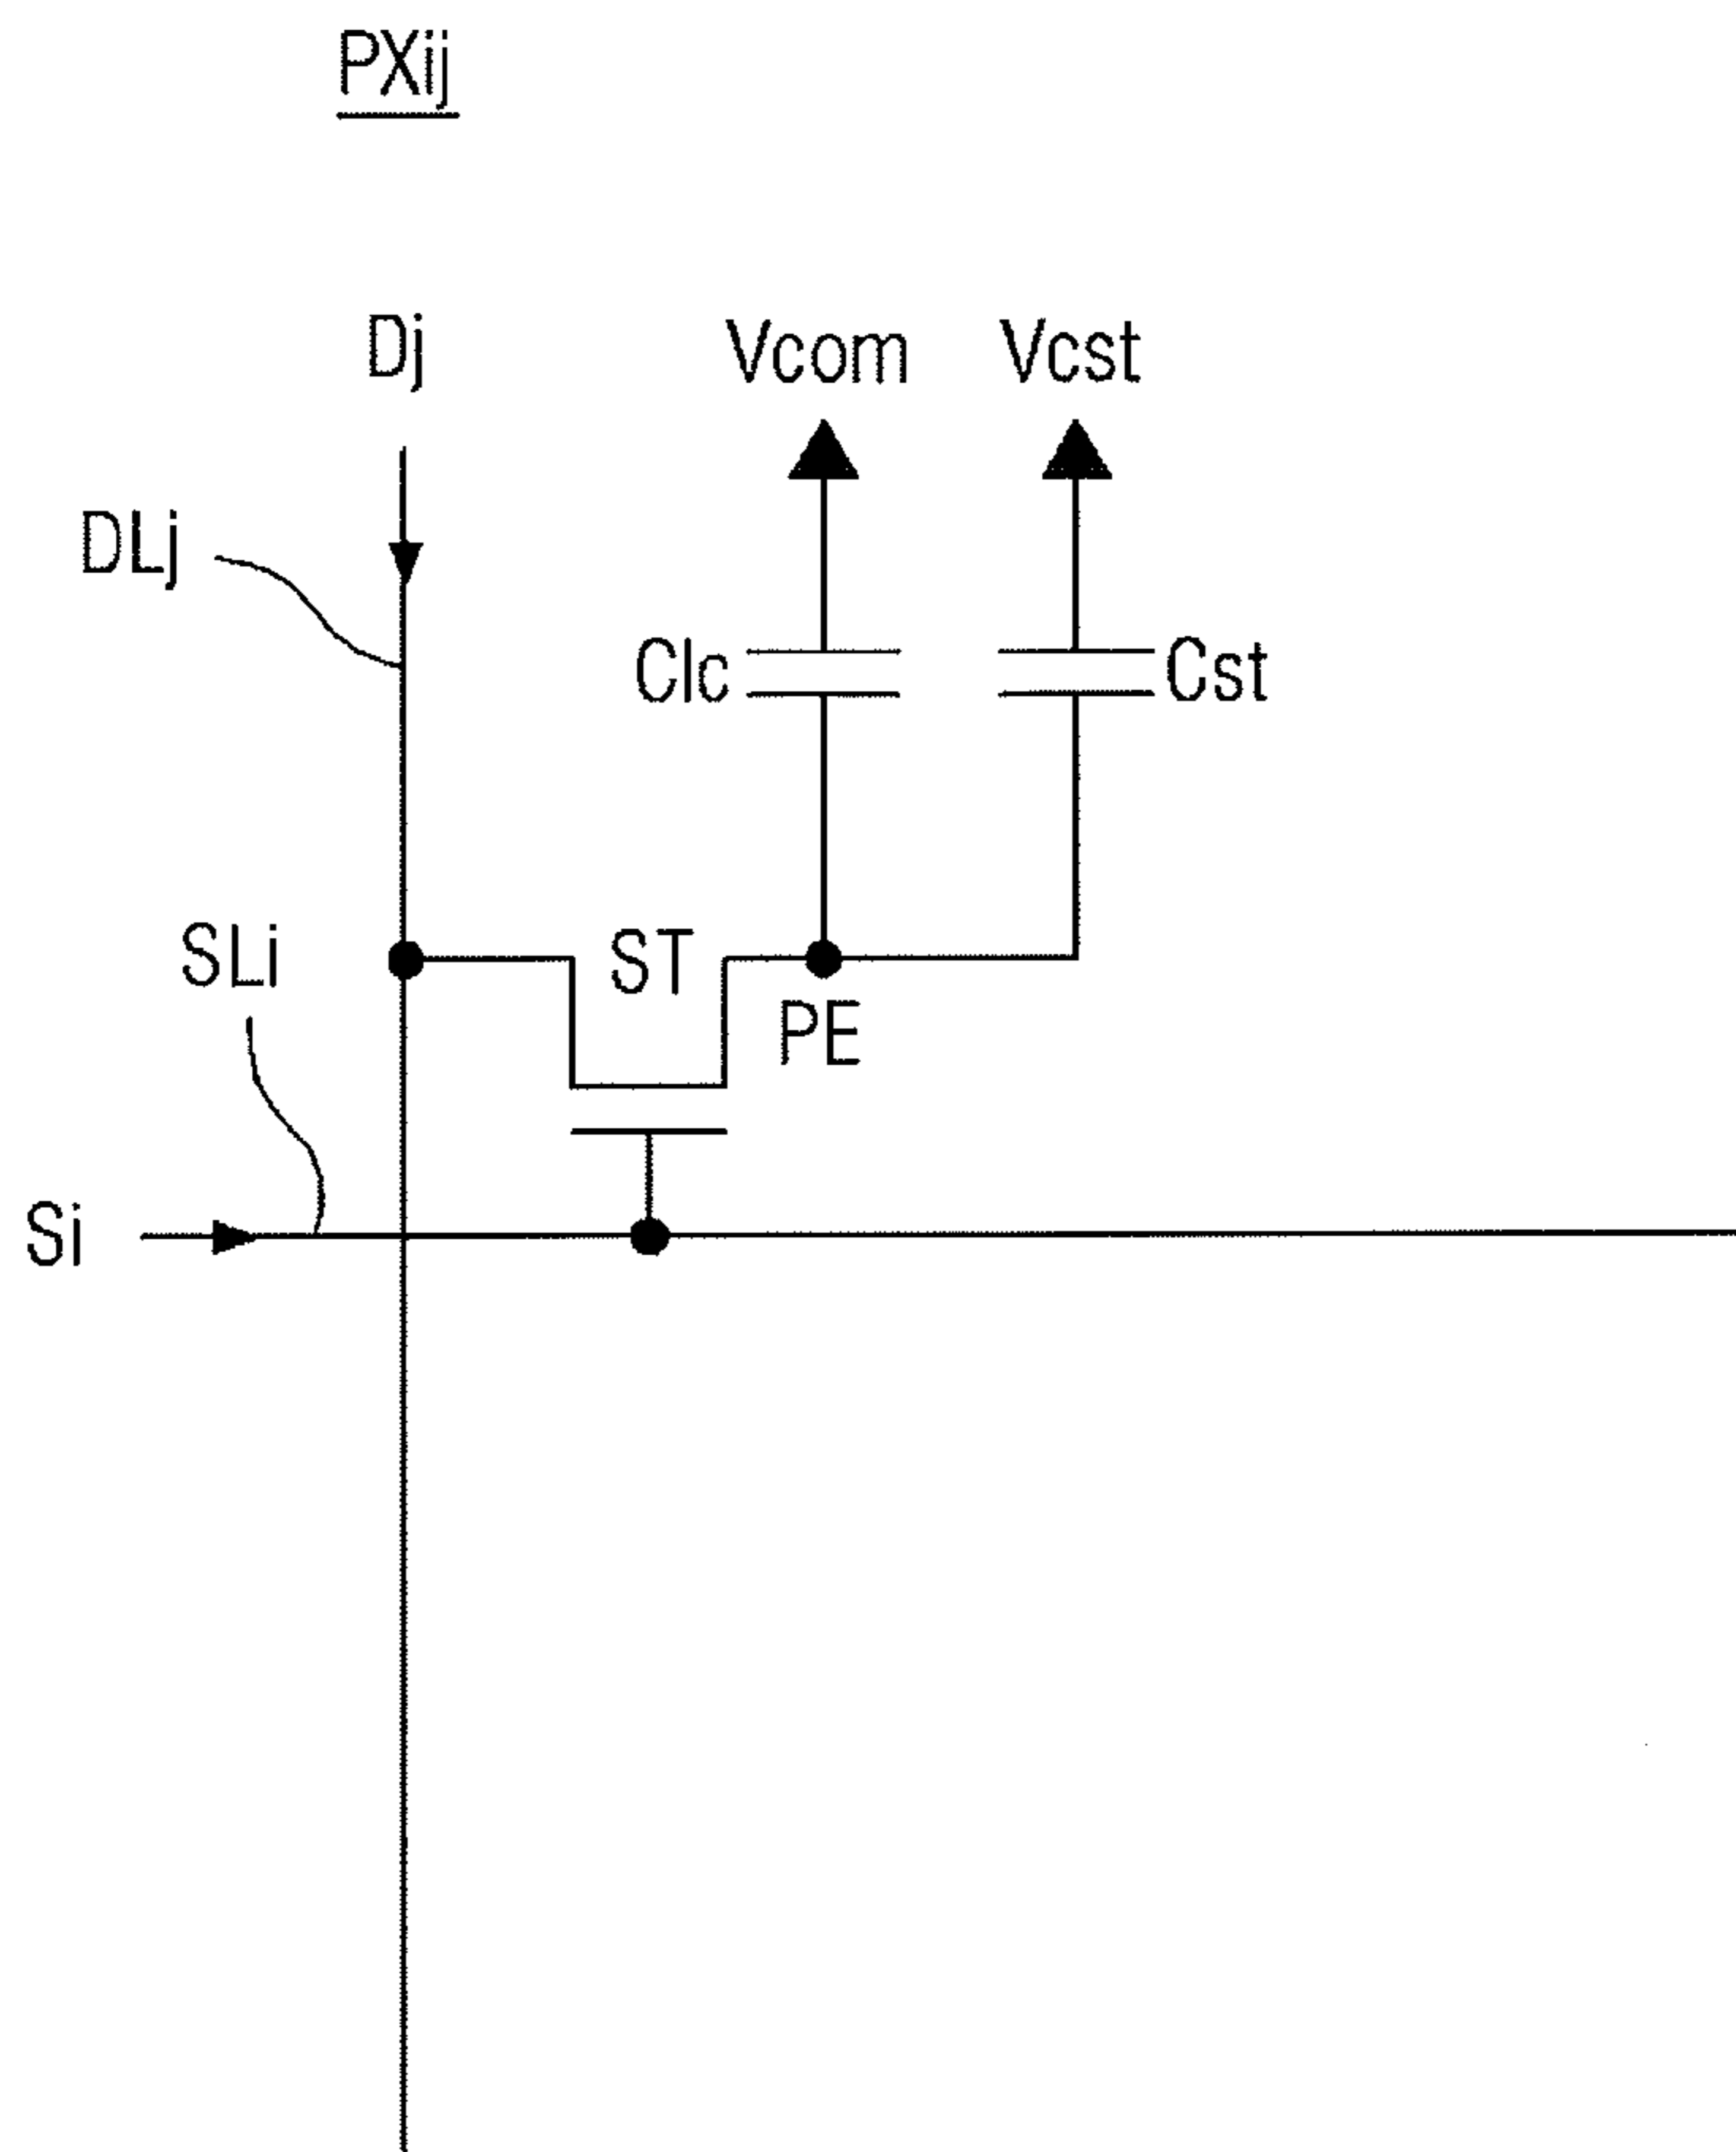 PXij
Dj
Vcom
Vcst
DLj
Clc
Cst
SLi
ST
PE
Si